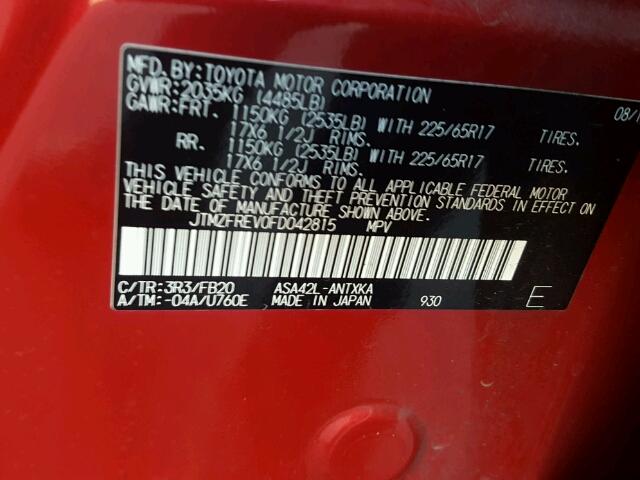 MFD. BY: TOYOTA MOTOR CORPORATION 08/1
GVWR: 2035KG (4485LB)
GAWR: FRT. 1150KG (2535LB) WITH 225/65R17 TIRES.
17X6 1/2J RIMS.
RR. 1150KG (2535LB) WITH 225/65R17 TIRES.
17X6 1/2J RIMS.
THIS VEHICLE CONFORMS TO ALL APPLICABLE FEDERAL MOTOR
VEHICLE SAFETY AND THEFT PREVENTION STANDARDS IN EFFECT ON
THE DATE OF MANUFACTURE SHOWN ABOVE.
JTMZFREV0FD042815 MPV
C/TR: 3R3/FB20 ASA42L-ANTXKA
A/TM: -04A/U760E MADE IN JAPAN 930 E